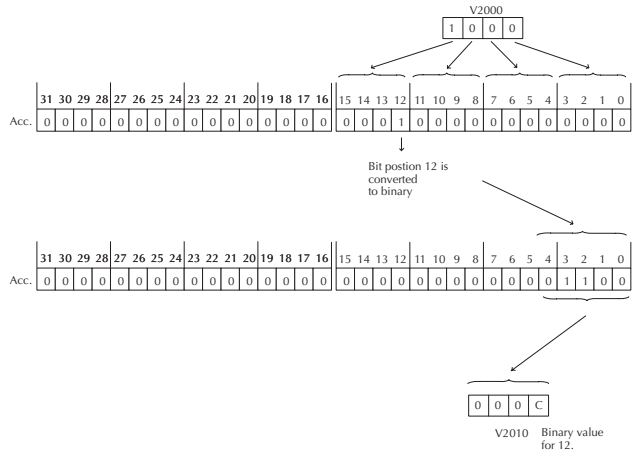 V2000
1 0 0 0
31 30 29 28 27 26 25 24 23 22 21 20 19 18 17 16 15 14 13 12 11 10 9 8 7 6 5 4 3 2 1 0
Acc. 0 0 0 0 0 0 0 0 0 0 0 0 0 0 0 0 0 0 0 1 0 0 0 0 0 0 0 0 0 0 0 0
Bit postion 12 is
converted
to binary
31 30 29 28 27 26 25 24 23 22 21 20 19 18 17 16 15 14 13 12 11 10 9 8 7 6 5 4 3 2 1 0
Acc. 0 0 0 0 0 0 0 0 0 0 0 0 0 0 0 0 0 0 0 0 0 0 0 0 0 0 0 0 1 1 0 0
0 0 0 C
V2010 Binary value
for 12.